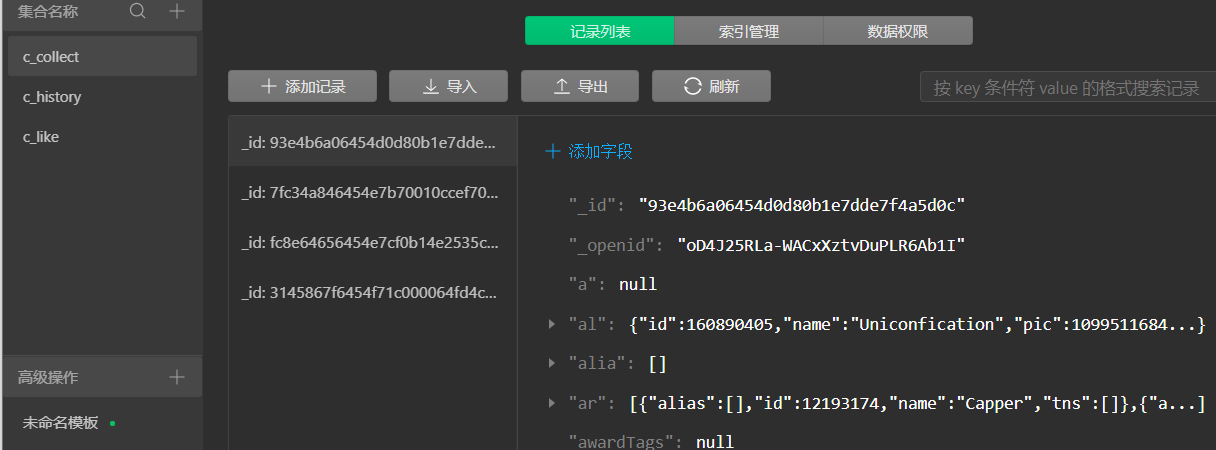 集合名称
c_collect
c_history
c_like
高级操作
未命名模板
记录列表 索引管理 数据权限
添加记录 导入 导出 刷新 按 key 条件符 value 的格式搜索记录
_id: 93e4b6a06454d0d80b1e7dde...
_id: 7fc34a846454e7b70010ccef70...
_id: fc8e64656454e7cf0b14e2535c...
_id: 3145867f6454f71c000064fd4c...
添加字段
"_id": "93e4b6a06454d0d80b1e7dde7f4a5d0c"
"_openid": "oD4J25RLa-WACxXztvDuPLR6Ab1I"
"a": null
"al": {"id":160890405,"name":"Uniconfication","pic":1099511684...}
"alia": []
"ar": [{"alias":[],"id":12193174,"name":"Capper","tns":[]},{"a...]
"awardTags": null